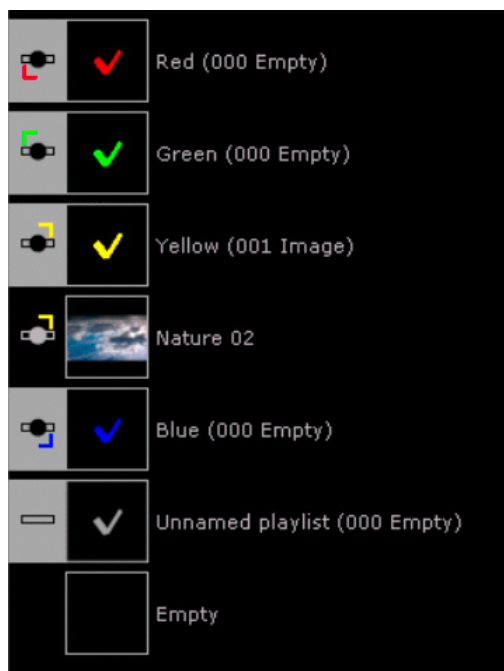 Red (000 Empty)
Green (000 Empty)
Yellow (001 Image)
Nature 02
Blue (000 Empty)
Unnamed playlist (000 Empty)
Empty